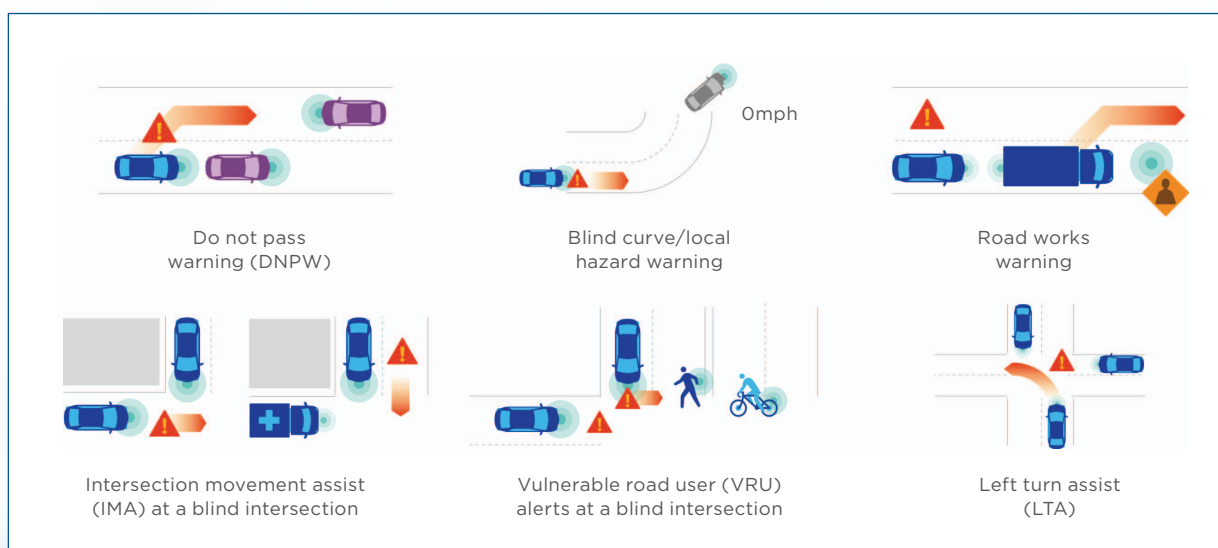 0mph
Do not pass
warning (DNPW)
Blind curve/local
hazard warning
Road works
warning
Intersection movement assist
(IMA) at a blind intersection
Vulnerable road user (VRU)
alerts at a blind intersection
Left turn assist
(LTA)